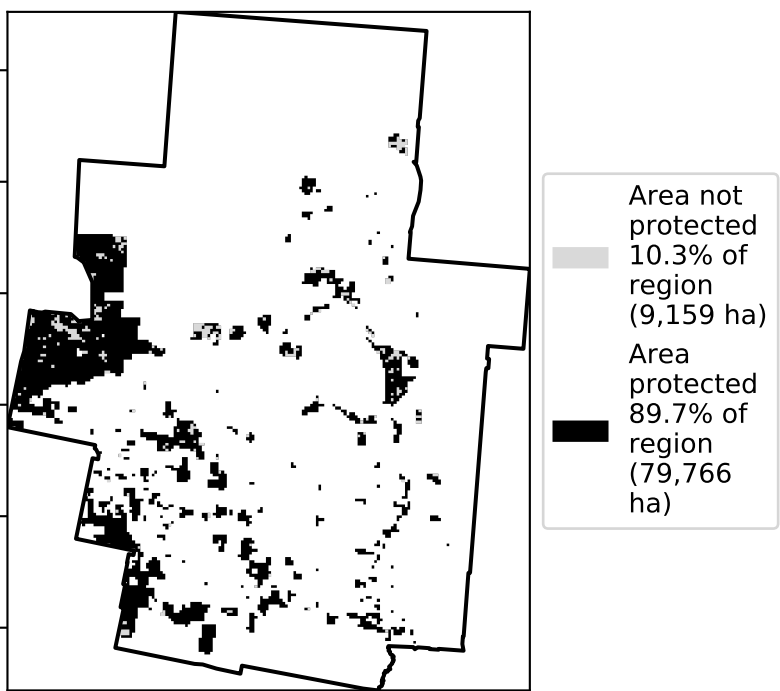 Area not
protected
10.3% of
region
(9,159 ha)
Area
protected
89.7% of
region
(79,766
ha)